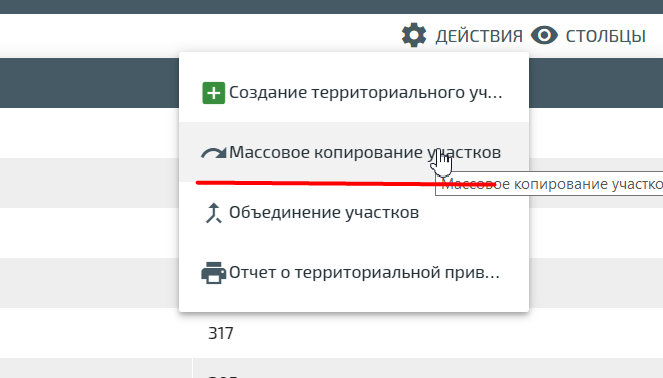 ДЕЙСТВИЯ СТОЛБЦЫ
Создание территориального уч...
Массовое копирование участков
Массовое копирование участко
Объединение участков
Отчет о территориальной прив...
317